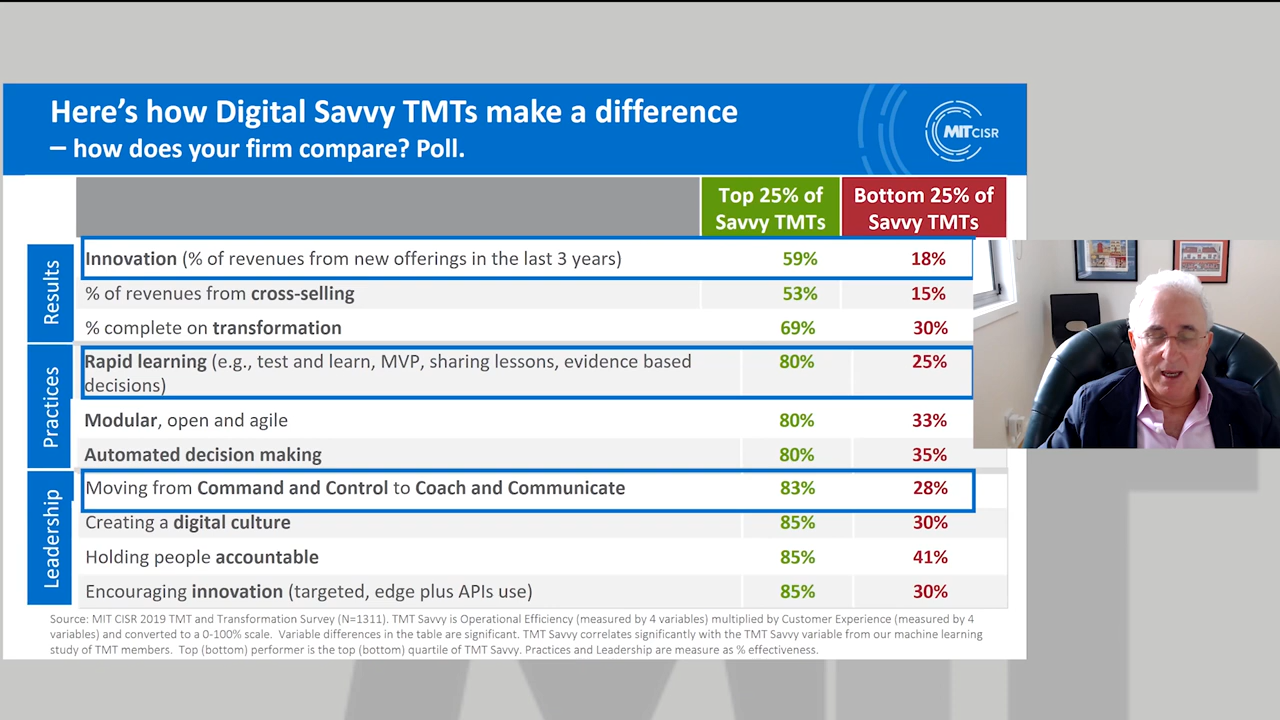 Here's how Digital Savvy TMTs make a difference
– how does your firm compare? Poll.
MIT CISR
Top 25% of
Savvy TMTs
Bottom 25% of
Savvy TMTs
Results
Innovation (% of revenues from new offerings in the last 3 years) 59% 18%
% of revenues from cross-selling 53% 15%
% complete on transformation 69% 30%
Practices
Rapid learning (e.g., test and learn, MVP, sharing lessons, evidence based 80% 25%
decisions)
Modular, open and agile 80% 33%
Automated decision making 80% 35%
Leadership
Moving from Command and Control to Coach and Communicate 83% 28%
Creating a digital culture 85% 30%
Holding people accountable 85% 41%
Encouraging innovation (targeted, edge plus APIs use) 85% 30%
Source: MIT CISR 2019 TMT and Transformation Survey (N=1311). TMT Savvy is Operational Efficiency (measured by 4 variables) multiplied by Customer Experience (measured by 4
variables) and converted to a 0-100% scale. Variable differences in the table are significant. TMT Savvy correlates significantly with the TMT Savvy variable from our machine learning
study of TMT members. Top (bottom) performer is the top (bottom) quartile of TMT Savvy. Practices and Leadership are measure as % effectiveness.